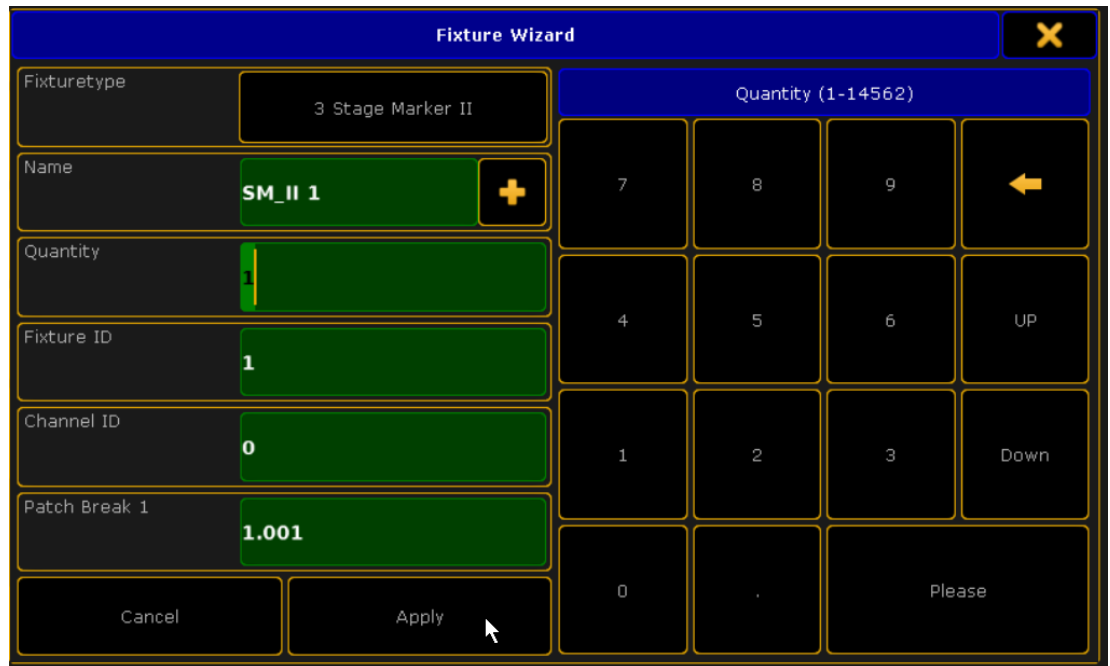 Fixture Wizard
Fixturetype
3 Stage Marker II
Name
SM_II 1
Quantity
1
Fixture ID
1
Channel ID
0
Patch Break 1
1.001
Cancel
Apply
Quantity (1-14562)
7 8 9
4 5 6 UP
1 2 3 Down
0 . Please